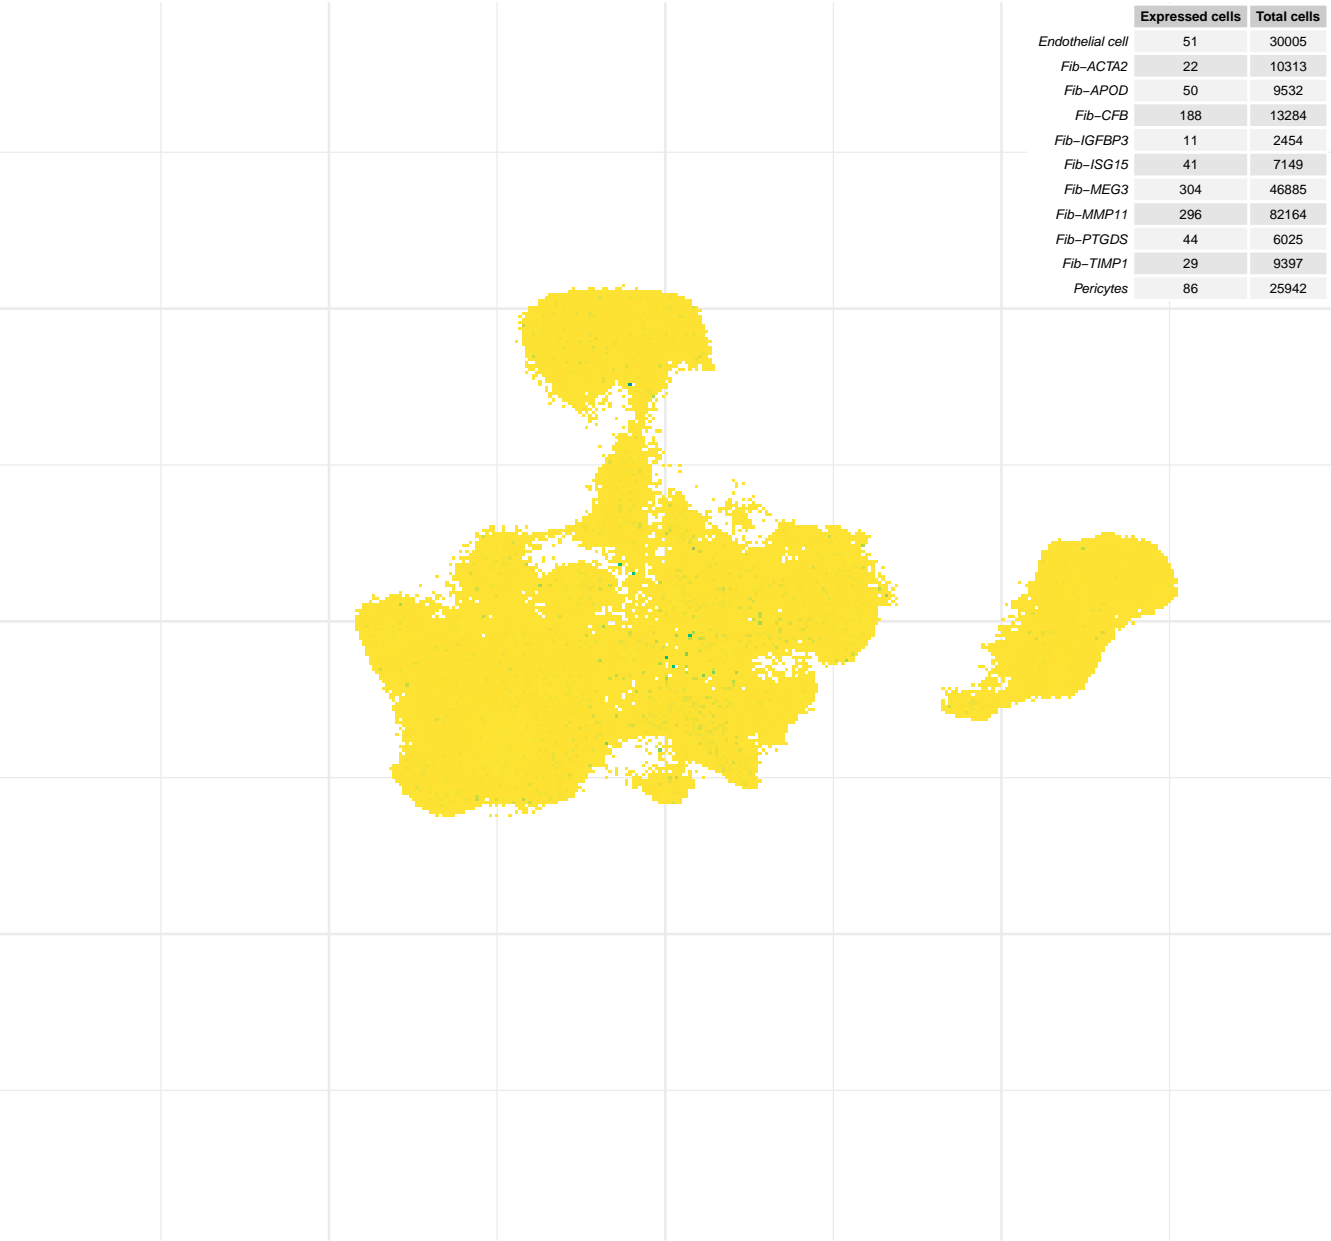 Expressed cells Total cells
Endothelial cell 51 30005
Fib−ACTA2 22 10313
Fib−APOD 50 9532
Fib−CFB 188 13284
Fib−IGFBP3 11 2454
Fib−ISG15 41 7149
Fib−MEG3 304 46885
Fib−MMP11 296 82164
Fib−PTGDS 44 6025
Fib−TIMP1 29 9397
Pericytes 86 25942